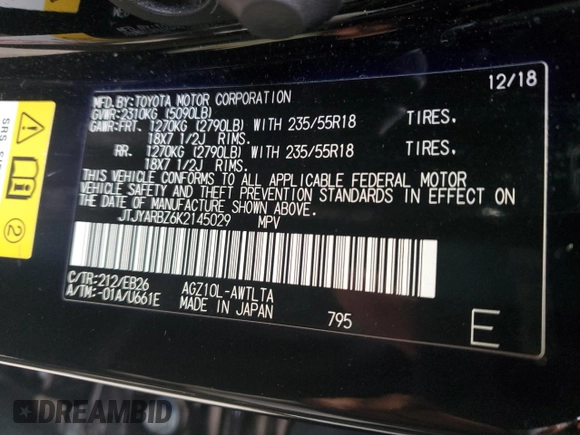 12/18
MFD.BY:TOYOTA MOTOR CORPORATION
GVWR:2310KG (5090LB)
GAWR:FRT. 1270KG (2790LB) WITH 235/55R18 TIRES,
18X7 1/2J RIMS.
RR. 1270KG (2790LB) WITH 235/55R18 TIRES,
18X7 1/2J RIMS.
THIS VEHICLE CONFORMS TO ALL APPLICABLE FEDERAL MOTOR
VEHICLE SAFETY AND THEFT PREVENTION STANDARDS IN EFFECT ON
THE DATE OF MANUFACTURE SHOWN ABOVE.
JTJYARBZ6K2145029 MPV
C/TR:212/EB26 AGZ10L-AWTLTA
A/TM:-01A/U661E MADE IN JAPAN 795 E
SRS
2
DREAMBID